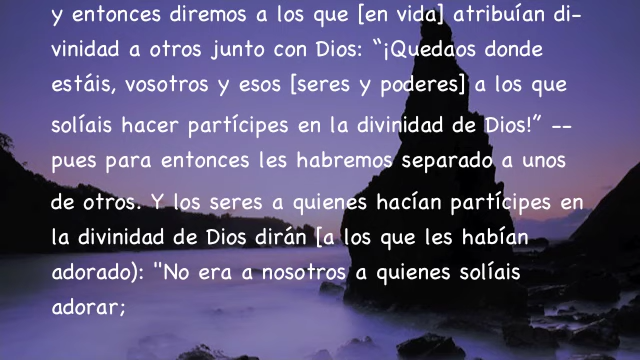 y entonces diremos a los que [en vida] atribuían di-
vinidad a otros junto con Dios: “¡Quedaos donde
estáis, vosotros y esos [seres y poderes] a los que
solíais hacer partícipes en la divinidad de Dios!” --
pues para entonces les habremos separado a unos
de otros. Y los seres a quienes hacían partícipes en
la divinidad de Dios dirán [a los que les habían
adorado): "No era a nosotros a quienes solíais
adorar;